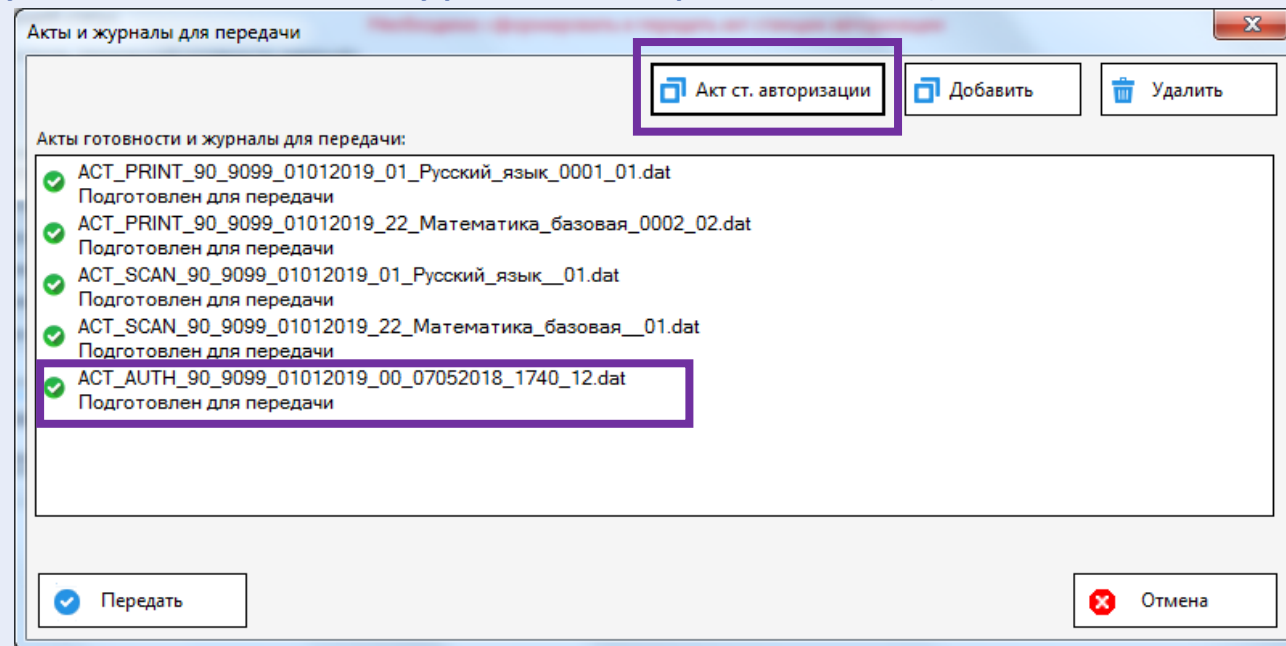 Акты и журналы для передачи
Акт ст. авторизации
Добавить
Удалить
Акты готовности и журналы для передачи:
ACT_PRINT_90_9099_01012019_01_Русский_язык_0001_01.dat
Подготовлен для передачи
ACT_PRINT_90_9099_01012019_22_Математика_базовая_0002_02.dat
Подготовлен для передачи
ACT_SCAN_90_9099_01012019_01_Русский_язык__01.dat
Подготовлен для передачи
ACT_SCAN_90_9099_01012019_22_Математика_базовая__01.dat
Подготовлен для передачи
ACT_AUTH_90_9099_01012019_00_07052018_1740_12.dat
Подготовлен для передачи
Передать
Отмена